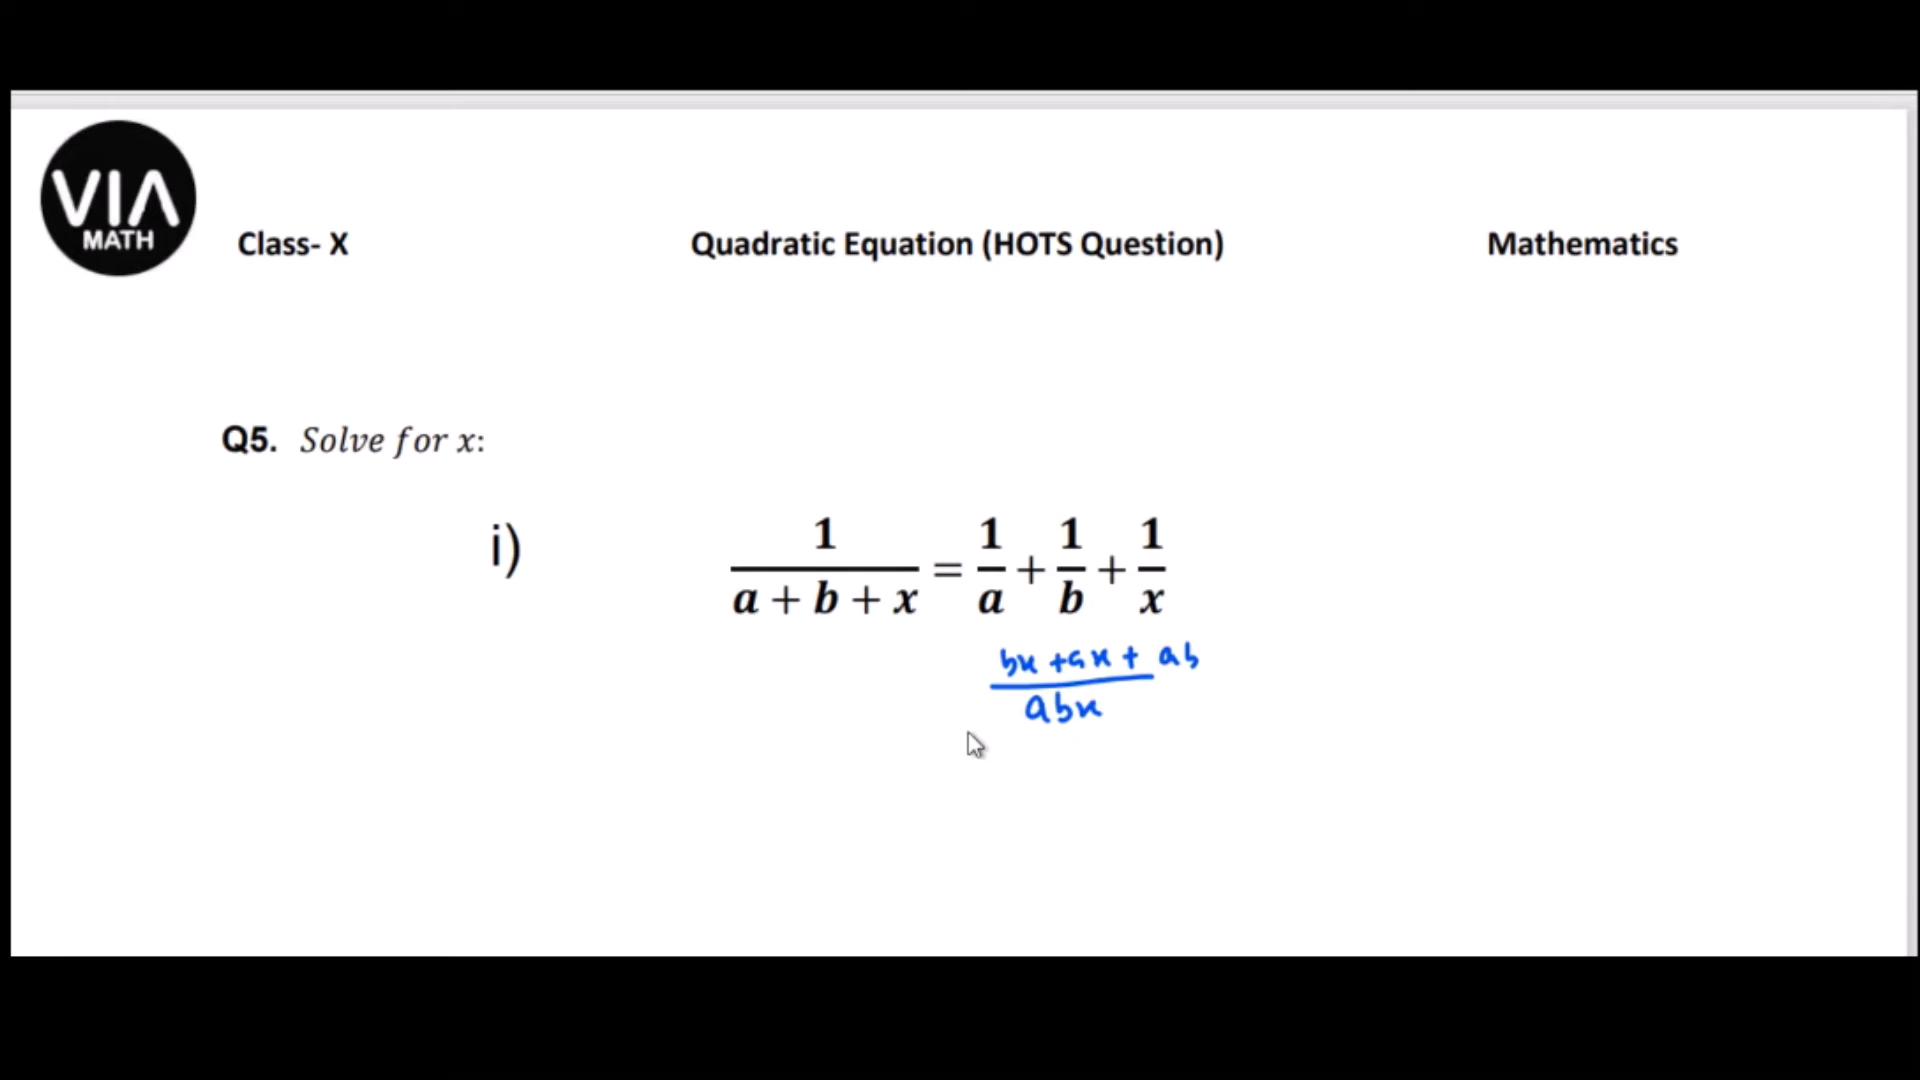 VIA
MATH
Class- X Quadratic Equation (HOTS Question) Mathematics
Q5. Solve for x:
i) 1/(a + b + x) = 1/a + 1/b + 1/x
bx + ax + ab
abx